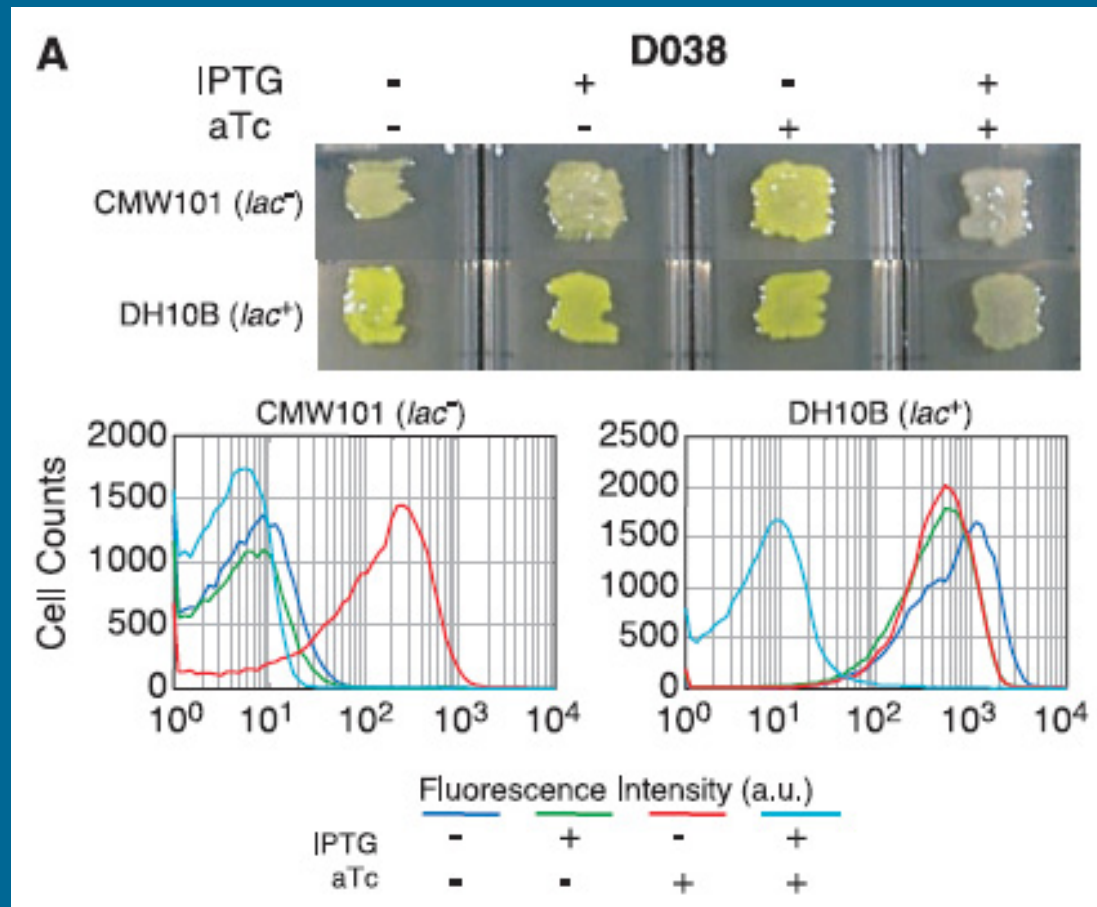 A
D038
IPTG - + - +
aTc - - + +
CMW101 (lac⁻)
DH10B (lac⁺)
CMW101 (lac⁻)
2000
1500
1000
500
0
10⁰ 10¹ 10² 10³ 10⁴
Cell Counts
DH10B (lac⁺)
2500
2000
1500
1000
500
0
10⁰ 10¹ 10² 10³ 10⁴
Fluorescence Intensity (a.u.)
IPTG - + - +
aTc - - + +